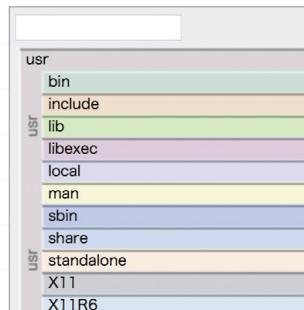 usr
bin
include
usr
lib
libexec
local
man
sbin
share
usr
standalone
X11
X11R6